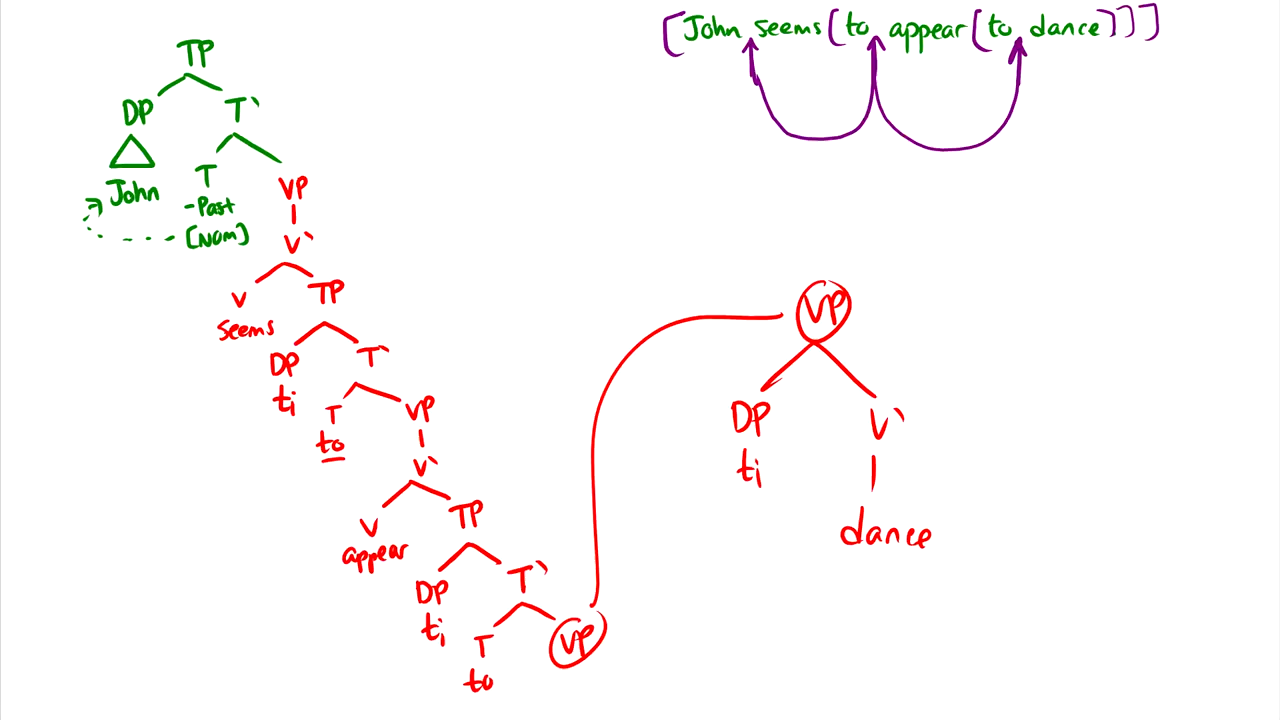 [John seems [to appear [to dance]]]
TP
DP T`
John T
-Past
[Nom]
VP
V`
V TP
seems
DP T`
ti T VP
to
V`
V TP
appear
DP T`
ti T VP
to
VP
DP V`
ti
dance